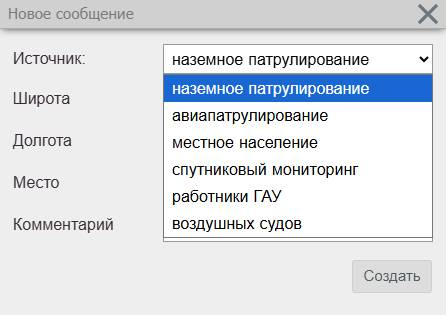 Новое сообщение
Источник:
наземное патрулирование
наземное патрулирование
Широта
авиапатрулирование
Долгота
местное население
спутниковый мониторинг
Место
работники ГАУ
Комментарий
воздушных судов
Создать